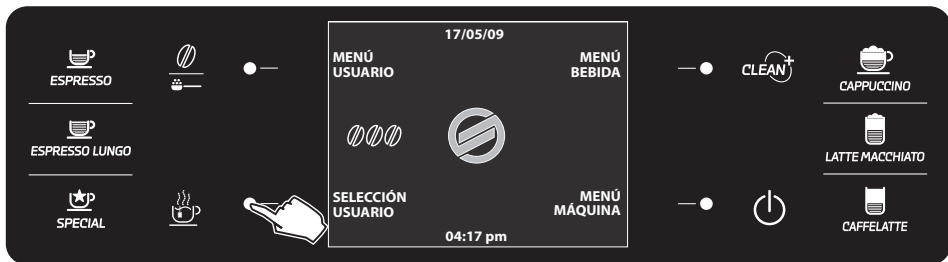 ESPRESSO
ESPRESSO LUNGO
SPECIAL
17/05/09
MENÚ
USUARIO
MENÚ
BEBIDA
SELECCIÓN
USUARIO
MENÚ
MÁQUINA
04:17 pm
CLEAN+
CAPPUCCINO
LATTE MACCHIATO
CAFFELATTE